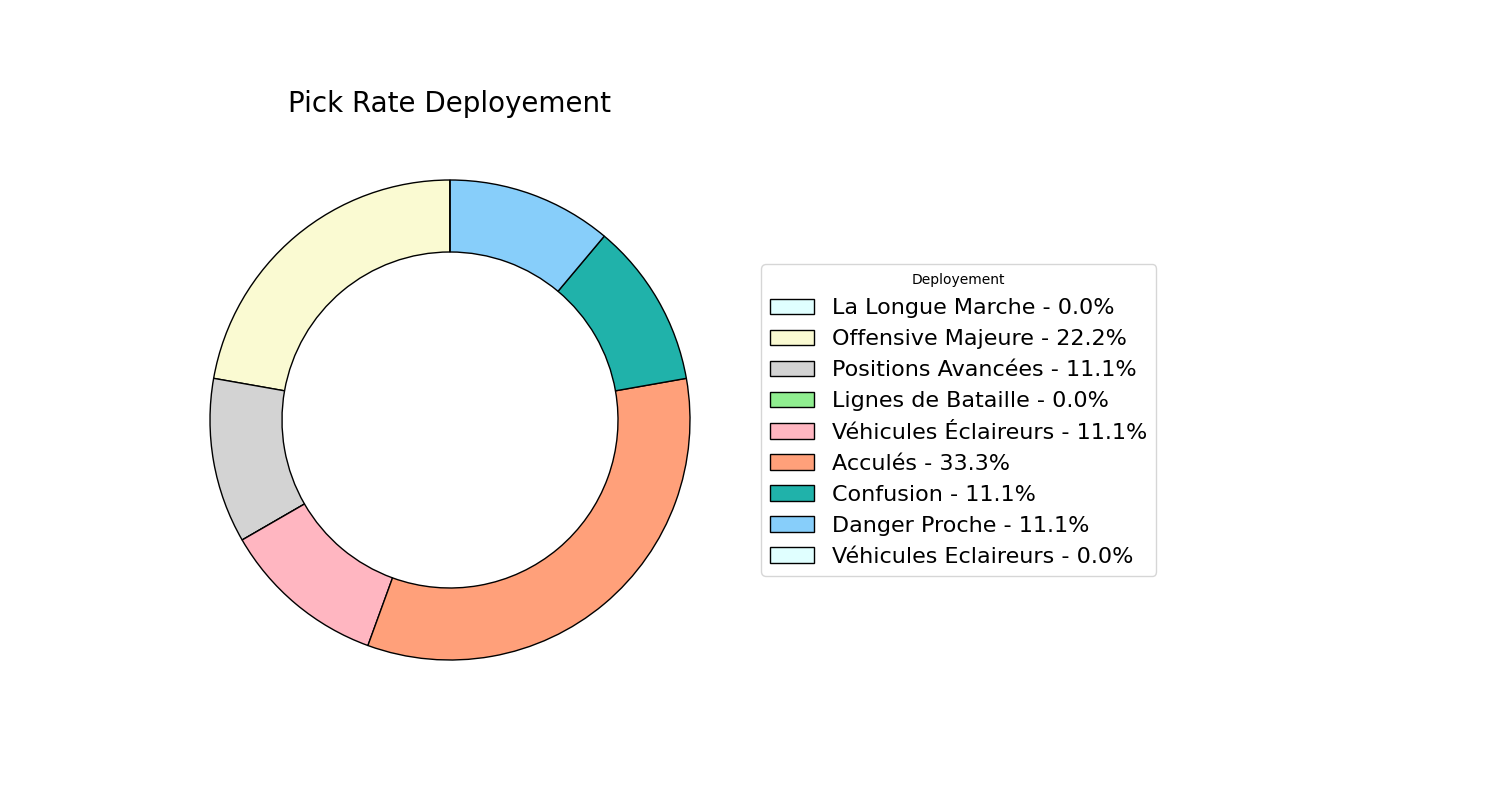 Pick Rate Deployement
Deployement
La Longue Marche - 0.0%
Offensive Majeure - 22.2%
Positions Avancées - 11.1%
Lignes de Bataille - 0.0%
Véhicules Éclaireurs - 11.1%
Acculés - 33.3%
Confusion - 11.1%
Danger Proche - 11.1%
Véhicules Eclaireurs - 0.0%